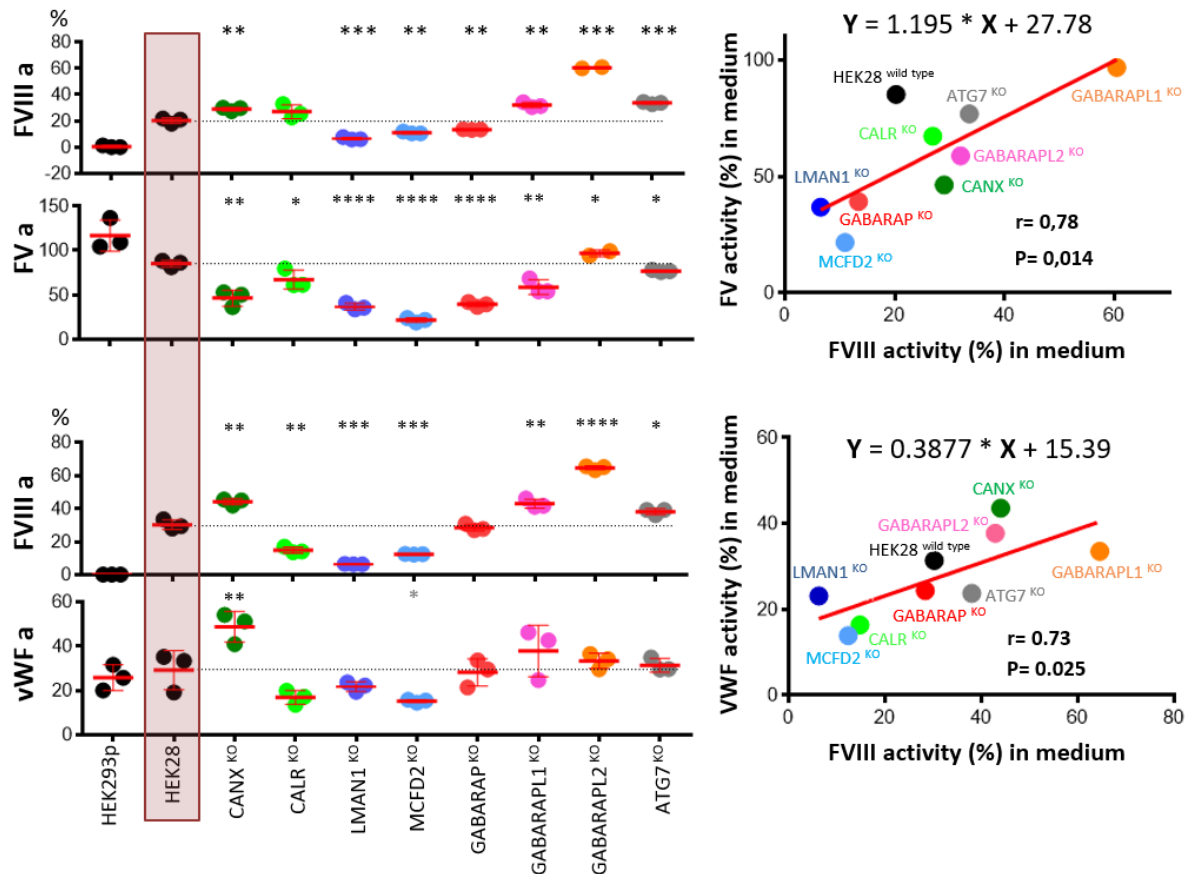 %
** *** ** ** ** *** ***
FVIII a
80
60
40
20
0
-20
** * **** **** **** ** * *
FV a
150
100
50
0
%
** ** *** *** ** **** *
FVIII a
80
60
40
20
0
** *
vWF a
60
40
20
0
HEK293p
HEK28
CANX KO
CALR KO
LMAN1 KO
MCFD2 KO
GABARAP KO
GABARAPL1 KO
GABARAPL2 KO
ATG7 KO
Y = 1.195 * X + 27.78
FV activity (%) in medium
100
50
0
HEK28 wild type
ATG7 KO
GABARAPL1 KO
CALR KO
GABARAPL2 KO
LMAN1 KO
CANX KO
GABARAP KO
MCFD2 KO
r= 0,78
P= 0,014
0 20 40 60
FVIII activity (%) in medium
Y = 0.3877 * X + 15.39
VWF activity (%) in medium
60
40
20
0
CANX KO
GABARAPL2 KO
HEK28 wild type
LMAN1 KO
GABARAPL1 KO
ATG7 KO
GABARAP KO
CALR KO
MCFD2 KO
r= 0.73
P= 0.025
0 20 40 60 80
FVIII activity (%) in medium